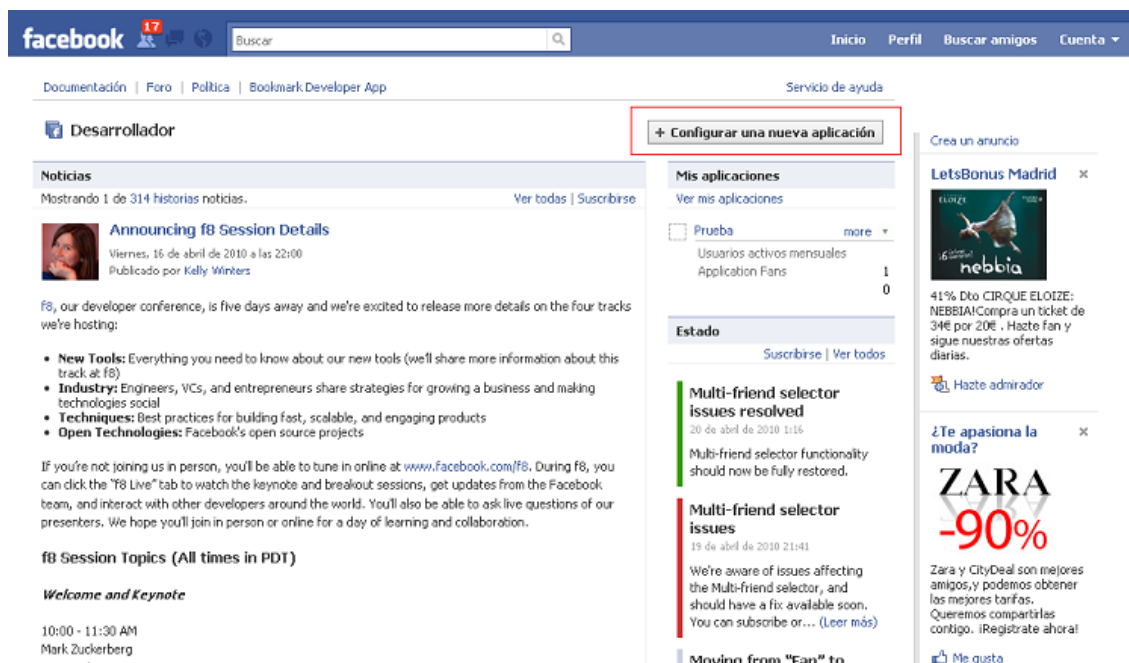 facebook
17
Buscar
Inicio Perfil Buscar amigos Cuenta
Documentación | Foro | Política | Bookmark Developer App
Servicio de ayuda
Desarrollador
+ Configurar una nueva aplicación
Noticias
Mostrando 1 de 314 historias noticias.
Ver todas | Suscribirse
Announcing f8 Session Details
Viernes, 16 de abril de 2010 a las 22:00
Publicado por Kelly Winters
f8, our developer conference, is five days away and we're excited to release more details on the four tracks
we're hosting:
• New Tools: Everything you need to know about our new tools (we'll share more information about this
track at f8)
• Industry: Engineers, VCs, and entrepreneurs share strategies for growing a business and making
technologies social
• Techniques: Best practices for building fast, scalable, and engaging products
• Open Technologies: Facebook's open source projects
If you're not joining us in person, you'll be able to tune in online at www.facebook.com/f8. During f8, you
can click the "f8 Live" tab to watch the keynote and breakout sessions, get updates from the Facebook
team, and interact with other developers around the world. You'll also be able to ask live questions of our
presenters. We hope you'll join in person or online for a day of learning and collaboration.
f8 Session Topics (All times in PDT)
Welcome and Keynote
10:00 - 11:30 AM
Mark Zuckerberg
Mis aplicaciones
Ver mis aplicaciones
Prueba more
Usuarios activos mensuales
Application Fans 1
0
Estado
Suscribirse | Ver todos
Multi-friend selector
issues resolved
20 de abril de 2010 1:16
Multi-friend selector functionality
should now be fully restored.
Multi-friend selector
issues
19 de abril de 2010 21:41
We're aware of issues affecting
the Multi-friend selector, and
should have a fix available soon.
You can subscribe or... (Leer más)
Moving from "Fan" to
Crea un anuncio
LetsBonus Madrid ×
nebbia
41% Dto CIRQUE ELOIZE:
NEBBIA!Compra un ticket de
34€ por 20€ . Hazte fan y
sigue nuestras ofertas
diarias.
Hazte admirador
¿Te apasiona la ×
moda?
ZARA
-90%
Zara y CityDeal son mejores
amigos,y podemos obtener
las mejores tarifas.
Queremos compartirlas
contigo. ¡Registrate ahora!
Me gusta